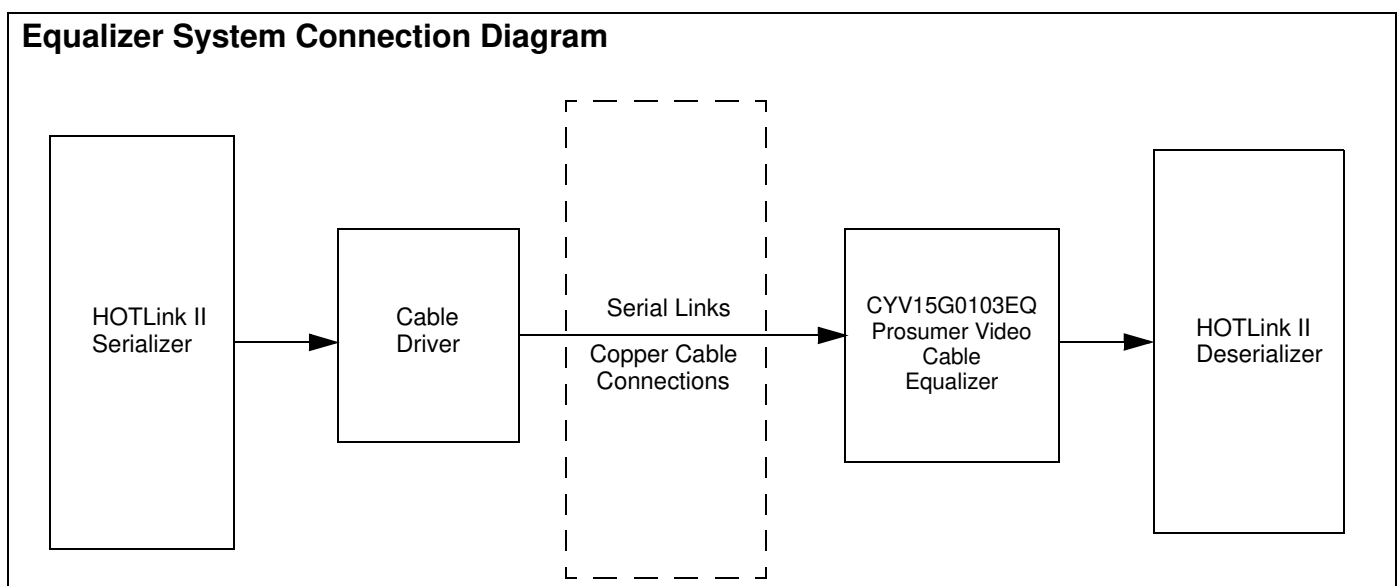 Equalizer System Connection Diagram
HOTLink II
Serializer
Cable
Driver
Serial Links
Copper Cable
Connections
CYV15G0103EQ
Prosumer Video
Cable
Equalizer
HOTLink II
Deserializer